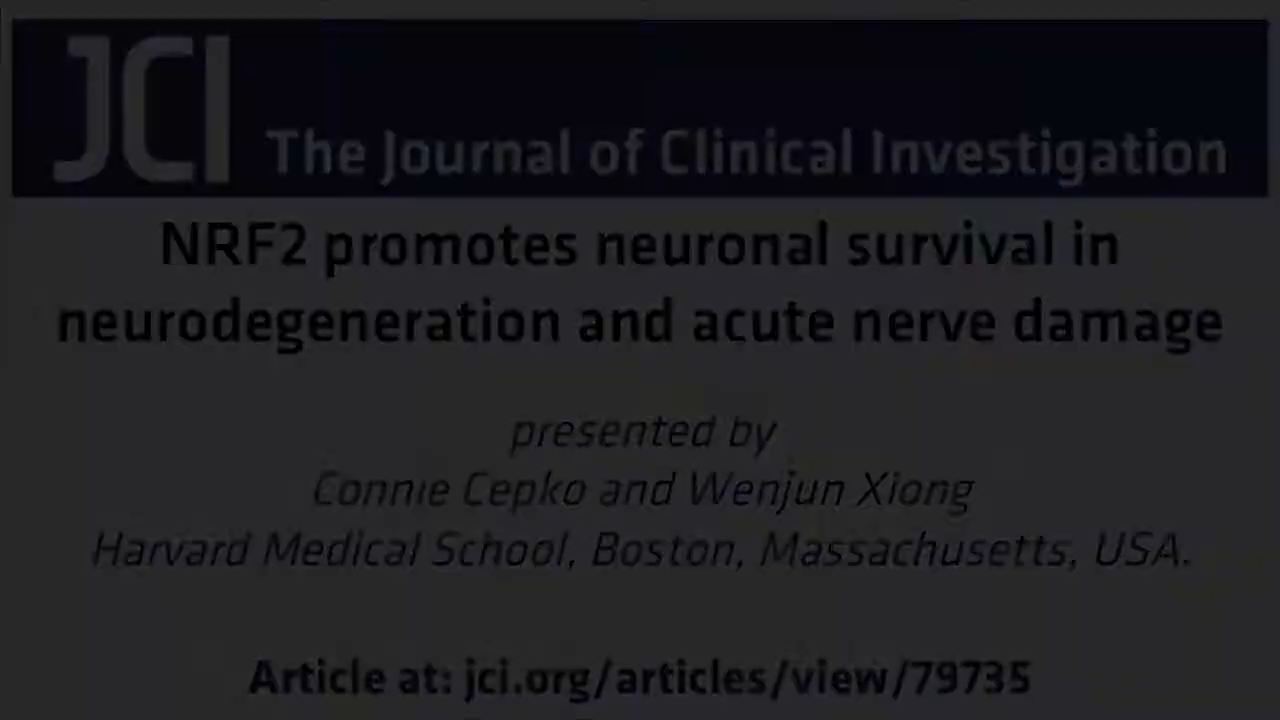 JCI The Journal of Clinical Investigation
NRF2 promotes neuronal survival in
neurodegeneration and acute nerve damage
presented by
Connie Cepko and Wenjun Xiong
Harvard Medical School, Boston, Massachusetts, USA.
Article at: jci.org/articles/view/79735